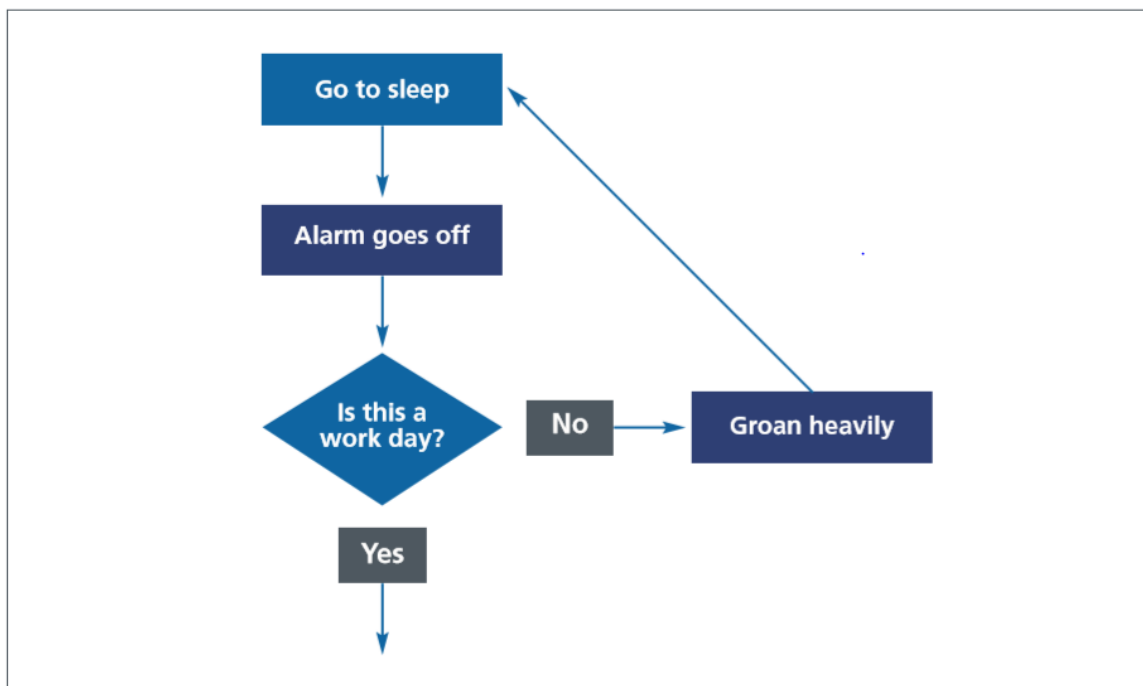 Go to sleep
Alarm goes off
Is this a
work day?
No
Groan heavily
Yes